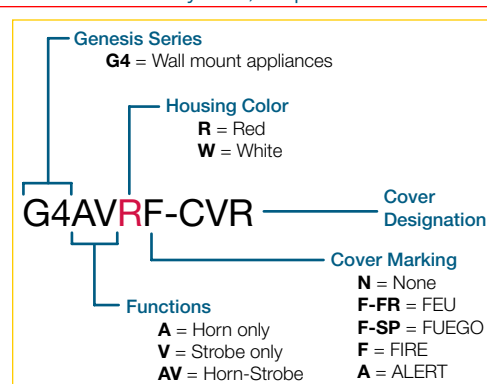 Genesis Series
G4 = Wall mount appliances
Housing Color
R = Red
W = White
G4AVRF-CVR
Cover
Designation
Cover Marking
N = None
F-FR = FEU
F-SP = FUEGO
F = FIRE
A = ALERT
Functions
A = Horn only
V = Strobe only
AV = Horn-Strobe